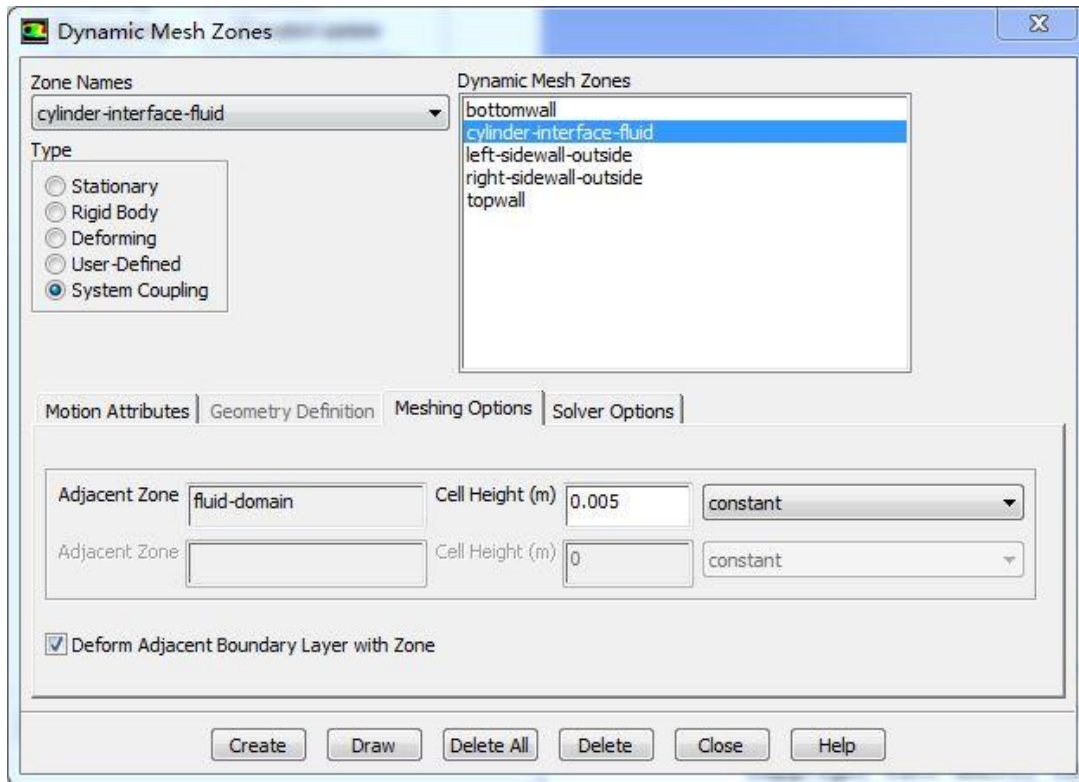 Dynamic Mesh Zones
Zone Names
cylinder-interface-fluid
Type
Stationary
Rigid Body
Deforming
User-Defined
System Coupling
Dynamic Mesh Zones
bottomwall
cylinder-interface-fluid
left-sidewall-outside
right-sidewall-outside
topwall
Motion Attributes Geometry Definition Meshing Options Solver Options
Adjacent Zone fluid-domain Cell Height (m) 0.005 constant
Adjacent Zone Cell Height (m) 0 constant
Deform Adjacent Boundary Layer with Zone
Create Draw Delete All Delete Close Help